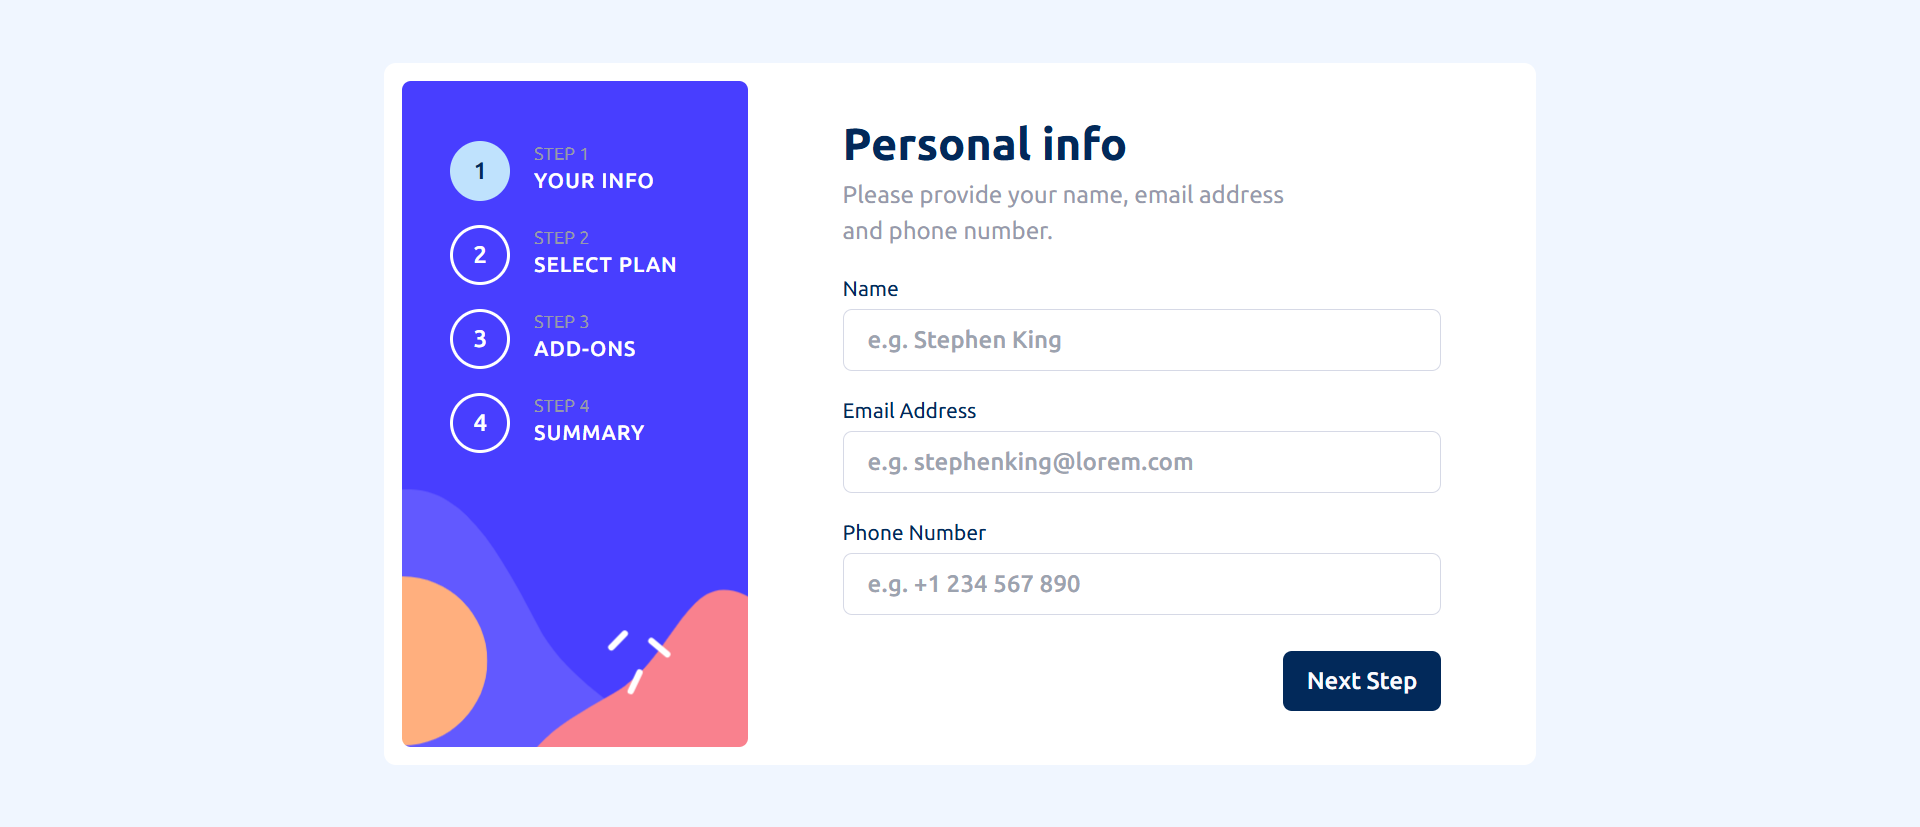 1
STEP 1
YOUR INFO
2
STEP 2
SELECT PLAN
3
STEP 3
ADD-ONS
4
STEP 4
SUMMARY
Personal info
Please provide your name, email address
and phone number.
Name
e.g. Stephen King
Email Address
e.g. stephenking@lorem.com
Phone Number
e.g. +1 234 567 890
Next Step